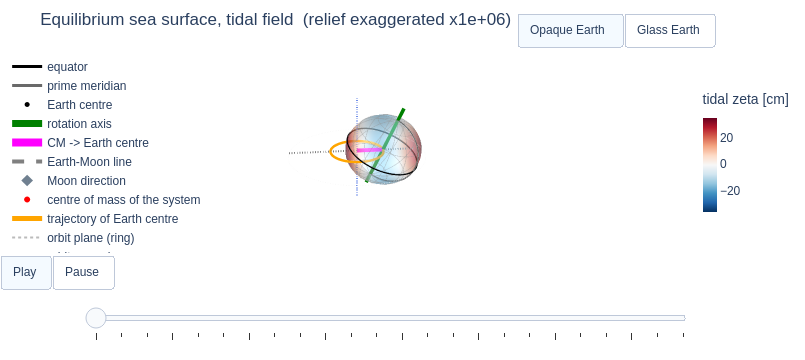 Equilibrium sea surface, tidal field (relief exaggerated x1e+06)
Opaque Earth
Glass Earth
equator
prime meridian
Earth centre
rotation axis
CM -> Earth centre
Earth-Moon line
Moon direction
centre of mass of the system
trajectory of Earth centre
orbit plane (ring)
tidal zeta [cm]
20
0
−20
Play
Pause